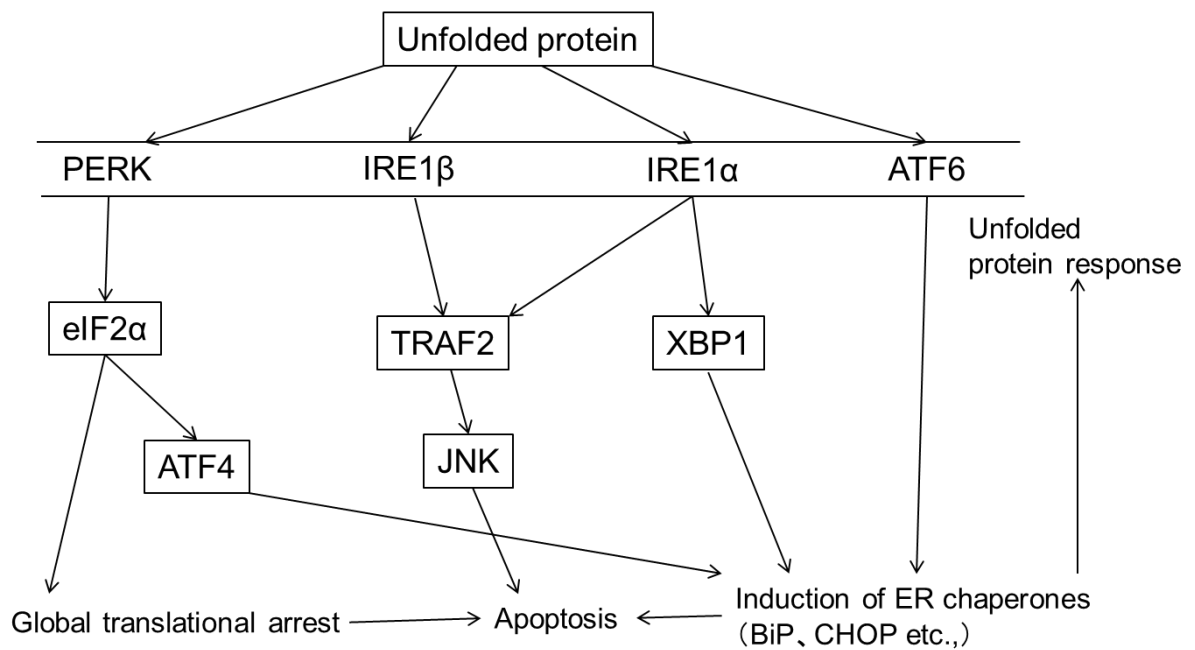 Unfolded protein
PERK
IRE1β
IRE1α
ATF6
Unfolded
protein response
eIF2α
TRAF2
XBP1
ATF4
JNK
Global translational arrest
Apoptosis
Induction of ER chaperones
（BiP、CHOP etc.,）